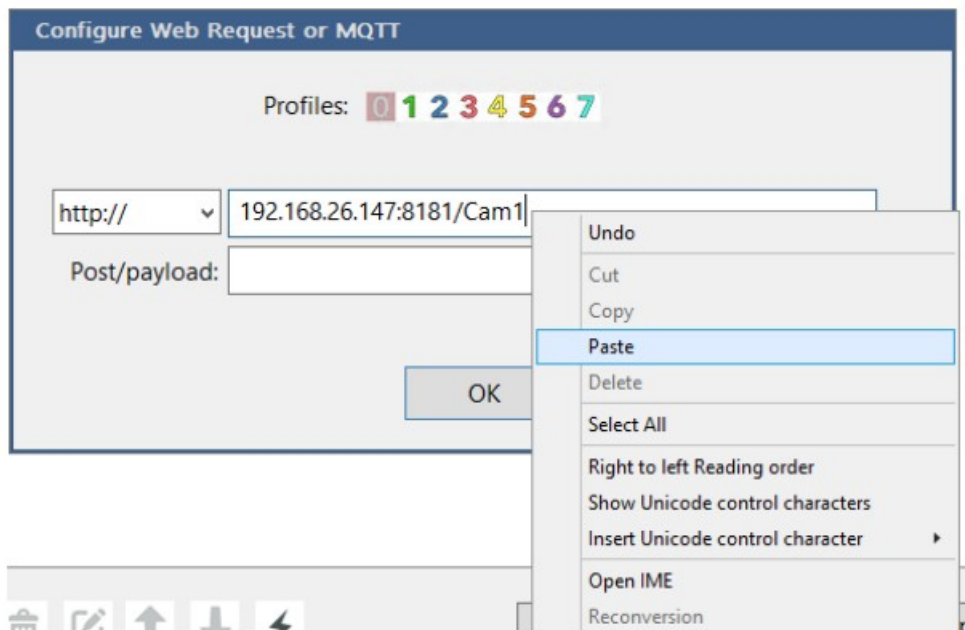 Configure Web Request or MQTT
Profiles: 0 1 2 3 4 5 6 7
http:// 192.168.26.147:8181/Cam1
Post/payload:
OK
Undo
Cut
Copy
Paste
Delete
Select All
Right to left Reading order
Show Unicode control characters
Insert Unicode control character
Open IME
Reconversion